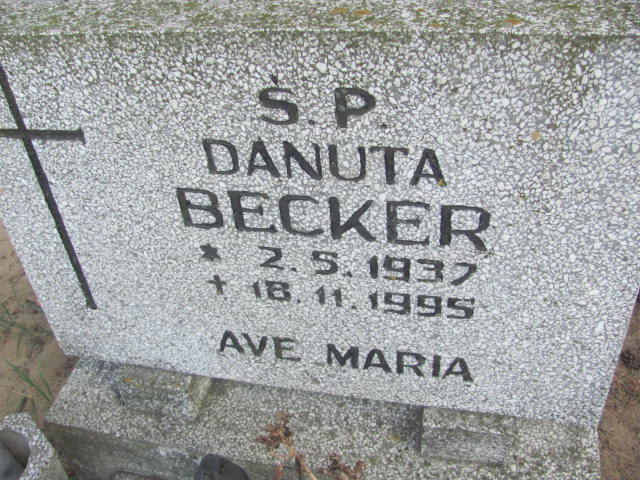 Ś. P.
DANUTA
BECKER
* 2.5.1937
† 18.11.1995
AVE MARIA